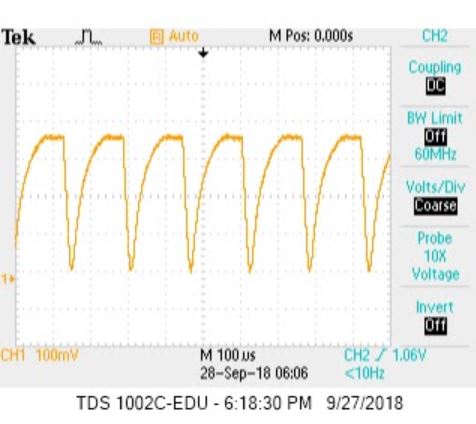 Tek
R Auto
M Pos: 0.000s
CH2
Coupling
DC
BW Limit
Off
60MHz
Volts/Div
Coarse
Probe
10X
Voltage
Invert
Off
1
CH1 100mV
M 100µs
CH2 1.06V
28-Sep-18 06:06
<10Hz
TDS 1002C-EDU - 6:18:30 PM 9/27/2018